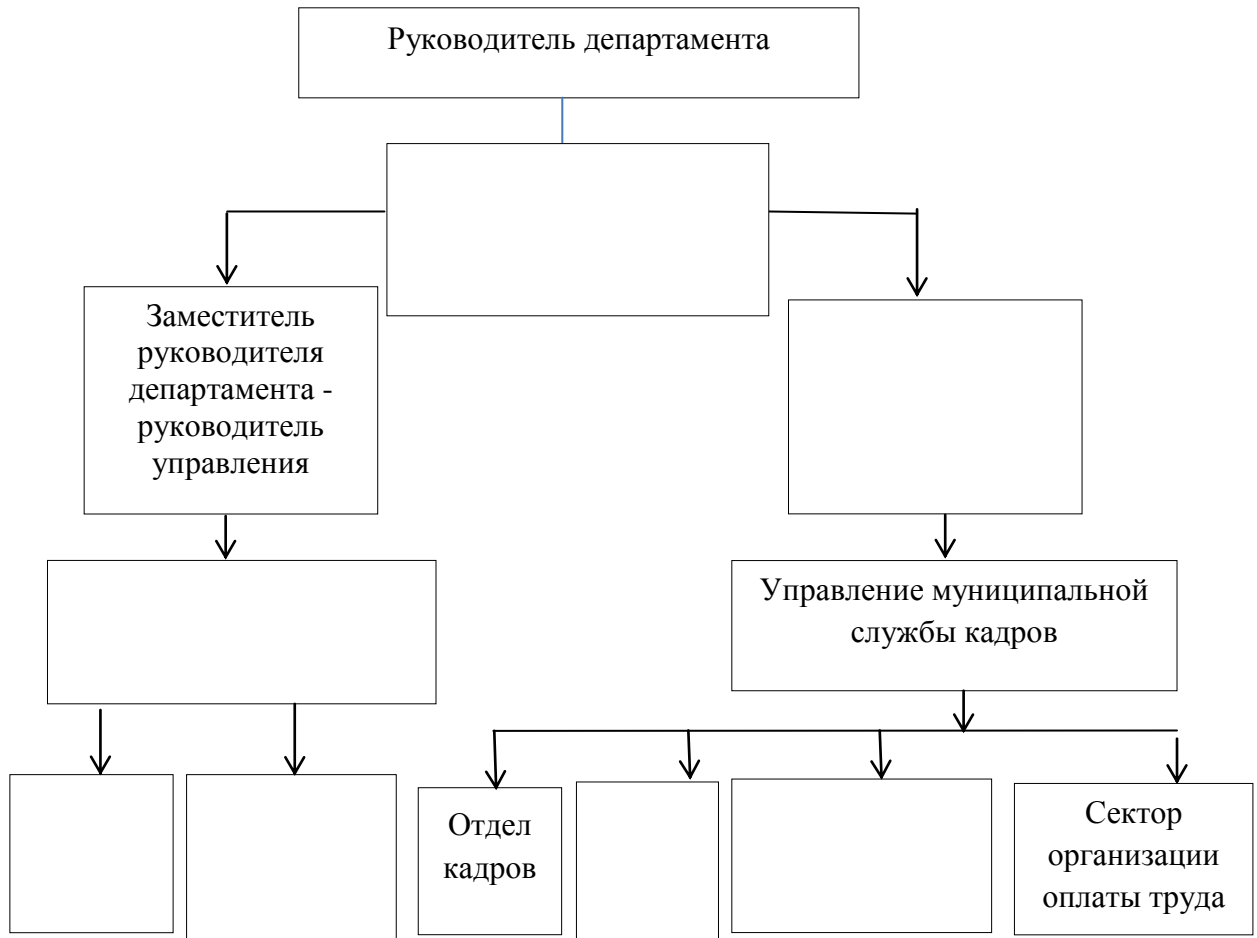 Руководитель департамента
Заместитель
руководителя
департамента -
руководитель
управления
Управление муниципальной
службы кадров
Отдел
кадров
Сектор
организации
оплаты труда